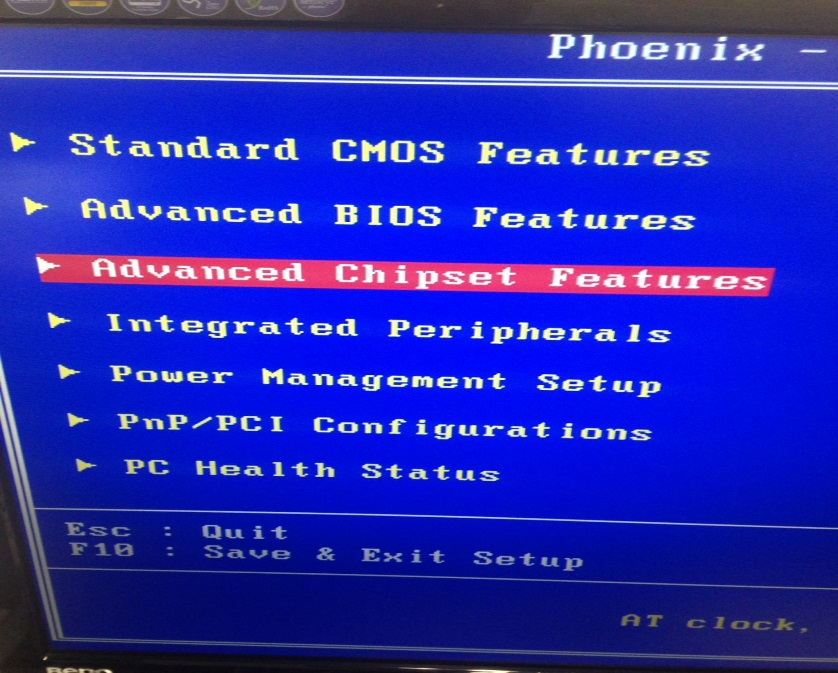 Phoenix -
Standard CMOS Features
Advanced BIOS Features
Advanced Chipset Features
Integrated Peripherals
Power Management Setup
PnP/PCI Configurations
PC Health Status
Esc : Quit
F10 : Save & Exit Setup
AT clock,
BenQ